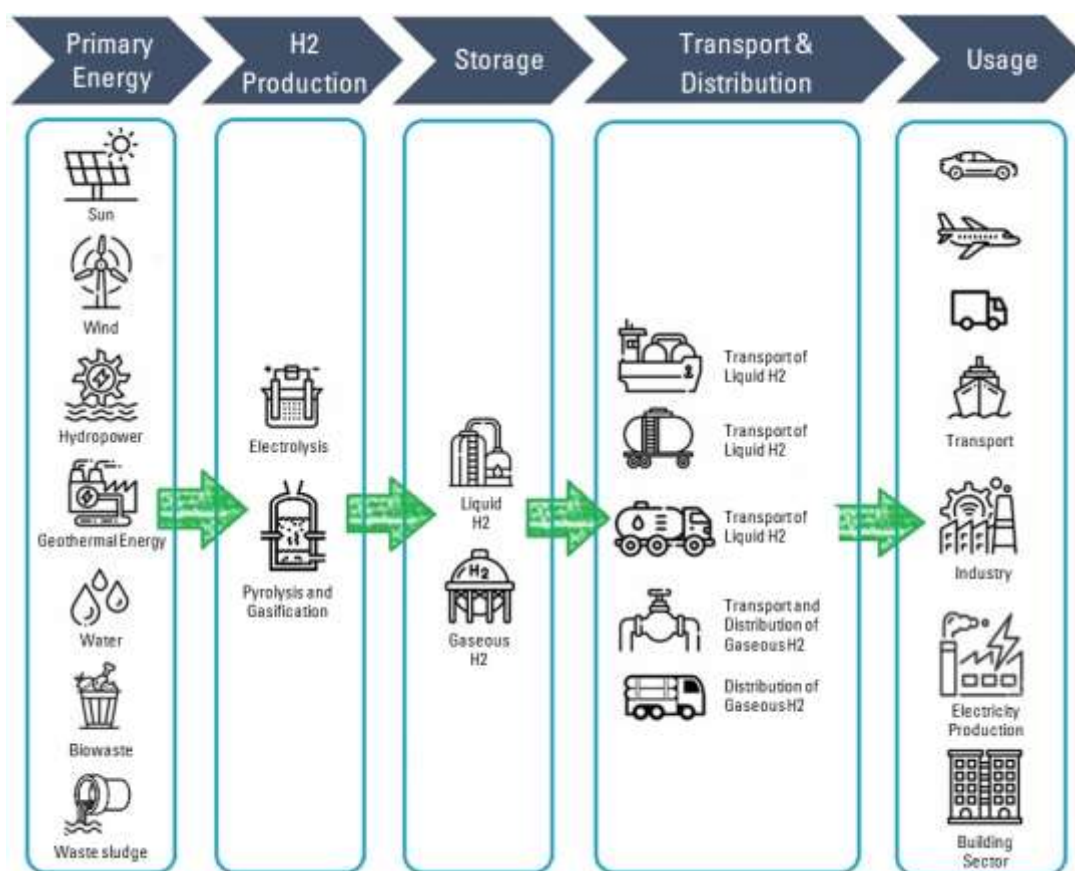 Primary
Energy
H2
Production
Storage
Transport &
Distribution
Usage
Sun
Wind
Hydropower
Geothermal Energy
Water
Biowaste
Waste sludge
Electrolysis
Pyrolysis and
Gasification
Liquid
H2
H2
Gaseous
H2
Transport of
Liquid H2
Transport of
Liquid H2
Transport of
Liquid H2
Transport and
Distribution of
Gaseous H2
Distribution of
Gaseous H2
Transport
Industry
Electricity
Production
Building
Sector